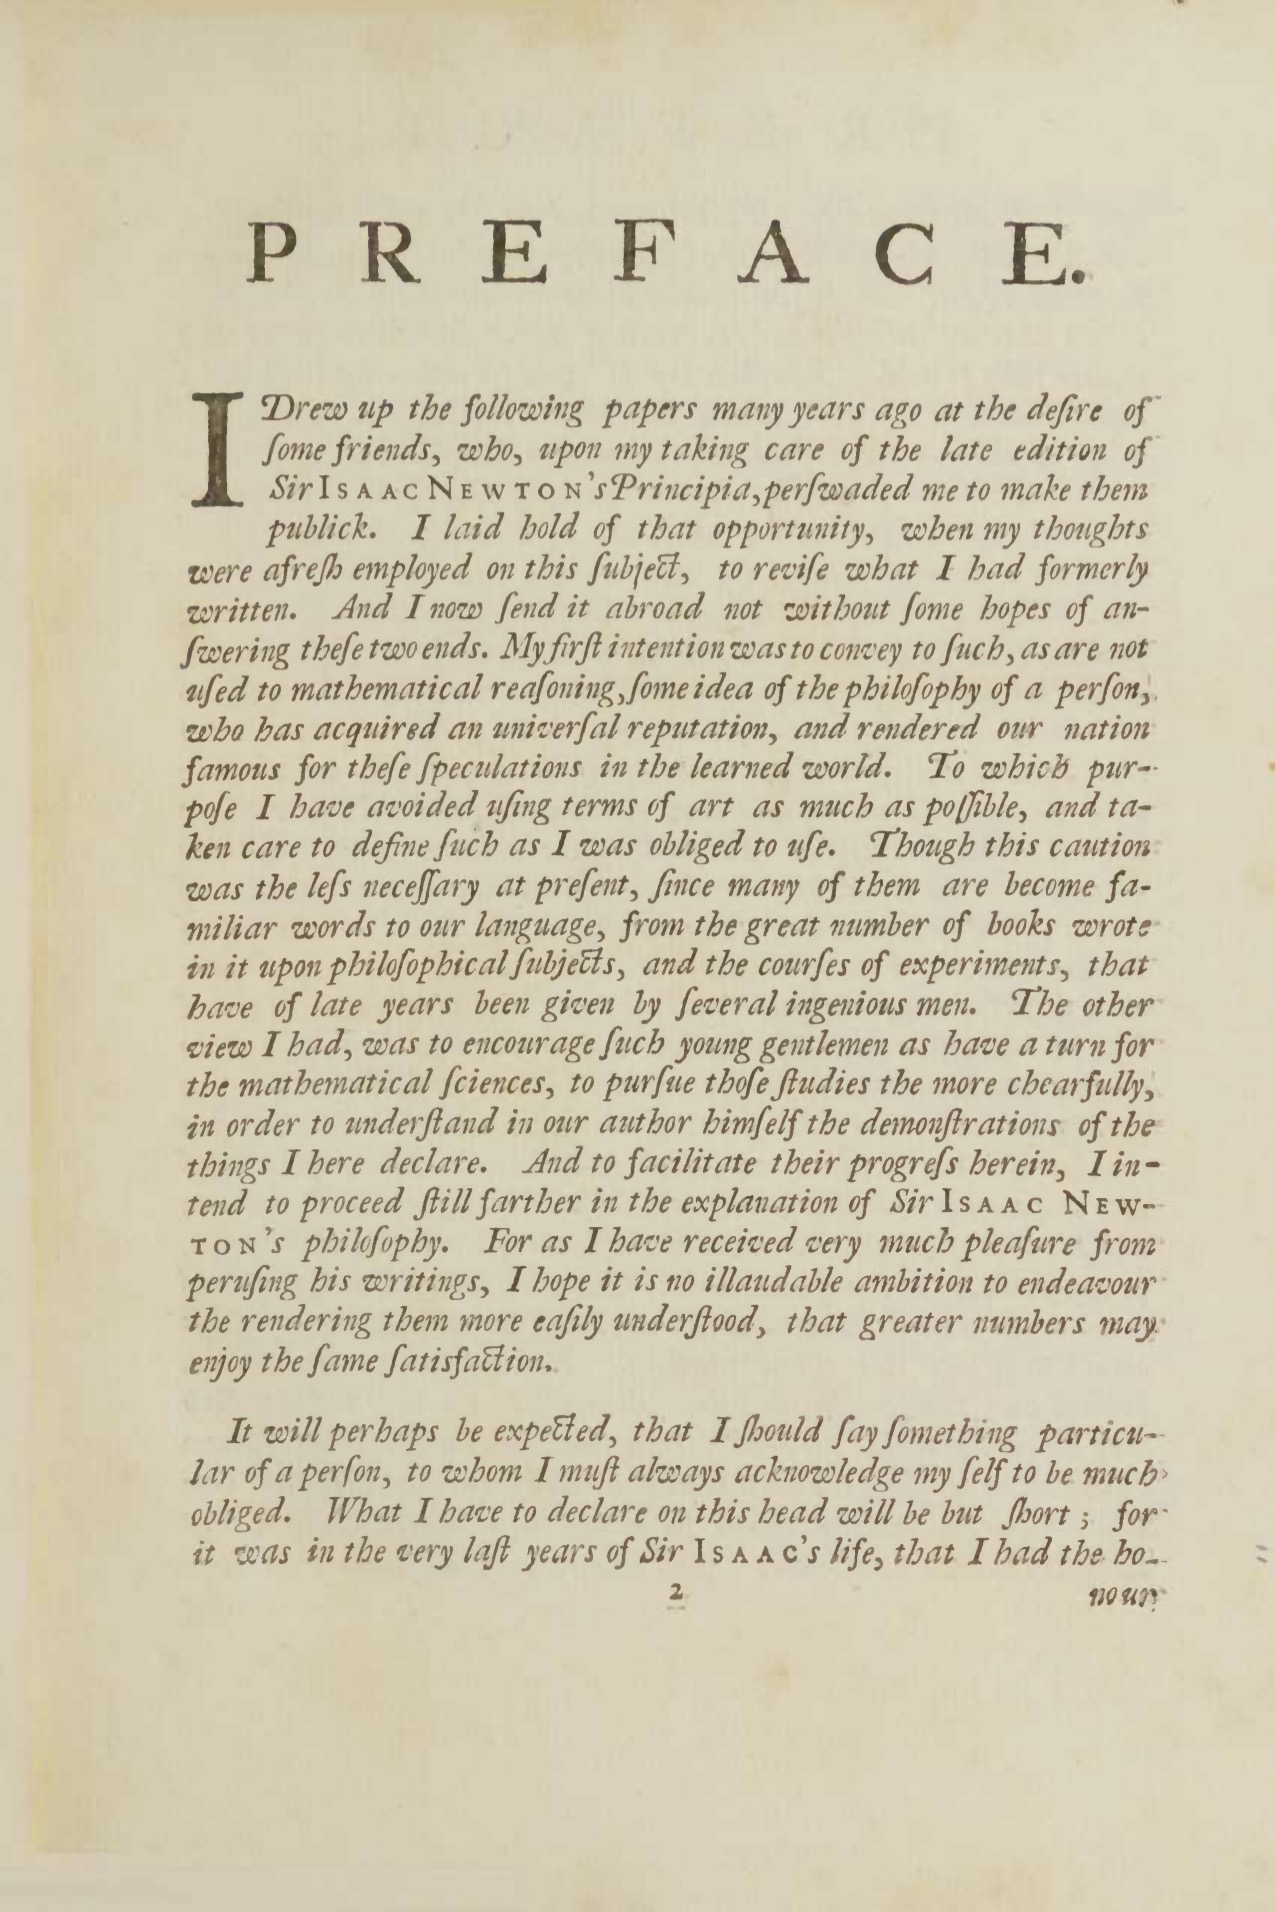 PREFACE.
I Drew up the following papers many years ago at the deſire of
ſome friends, who, upon my taking care of the late edition of
Sir ISAAC NEWTON's Principia, perſwaded me to make them
publick. I laid hold of that opportunity, when my thoughts
were afreſh employed on this ſubject, to reviſe what I had formerly
written. And I now ſend it abroad not without ſome hopes of an-
ſwering theſe two ends. My firſt intention was to convey to ſuch, as are not
uſed to mathematical reaſoning, ſome idea of the philoſophy of a perſon,
who has acquired an univerſal reputation, and rendered our nation
famous for theſe ſpeculations in the learned world. To which pur-
poſe I have avoided uſing terms of art as much as poſſible, and ta-
ken care to define ſuch as I was obliged to uſe. Though this caution
was the leſs neceſſary at preſent, ſince many of them are become fa-
miliar words to our language, from the great number of books wrote
in it upon philoſophical ſubjects, and the courſes of experiments, that
have of late years been given by ſeveral ingenious men. The other
view I had, was to encourage ſuch young gentlemen as have a turn for
the mathematical ſciences, to purſue thoſe ſtudies the more chearfully,
in order to underſtand in our author himſelf the demonſtrations of the
things I here declare. And to facilitate their progreſs herein, I in-
tend to proceed ſtill farther in the explanation of Sir ISAAC NEW-
TON's philoſophy. For as I have received very much pleaſure from
peruſing his writings, I hope it is no illaudable ambition to endeavour
the rendering them more eaſily underſtood, that greater numbers may
enjoy the ſame ſatisfaction.
It will perhaps be expected, that I ſhould ſay ſomething particu-
lar of a perſon, to whom I muſt always acknowledge my ſelf to be much
obliged. What I have to declare on this head will be but ſhort; for
it was in the very laſt years of Sir ISAAC's life, that I had the ho-
2 nour